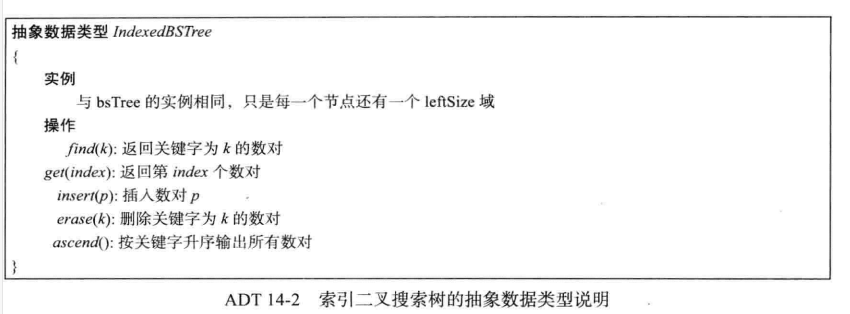 抽象数据类型 IndexedBSTree
{
实例
与 bsTree 的实例相同，只是每一个节点还有一个 leftSize 域
操作
find(k): 返回关键字为 k 的数对
get(index): 返回第 index 个数对
insert(p): 插入数对 p
erase(k): 删除关键字为 k 的数对
ascend(): 按关键字升序输出所有数对
}
ADT 14-2 索引二叉搜索树的抽象数据类型说明